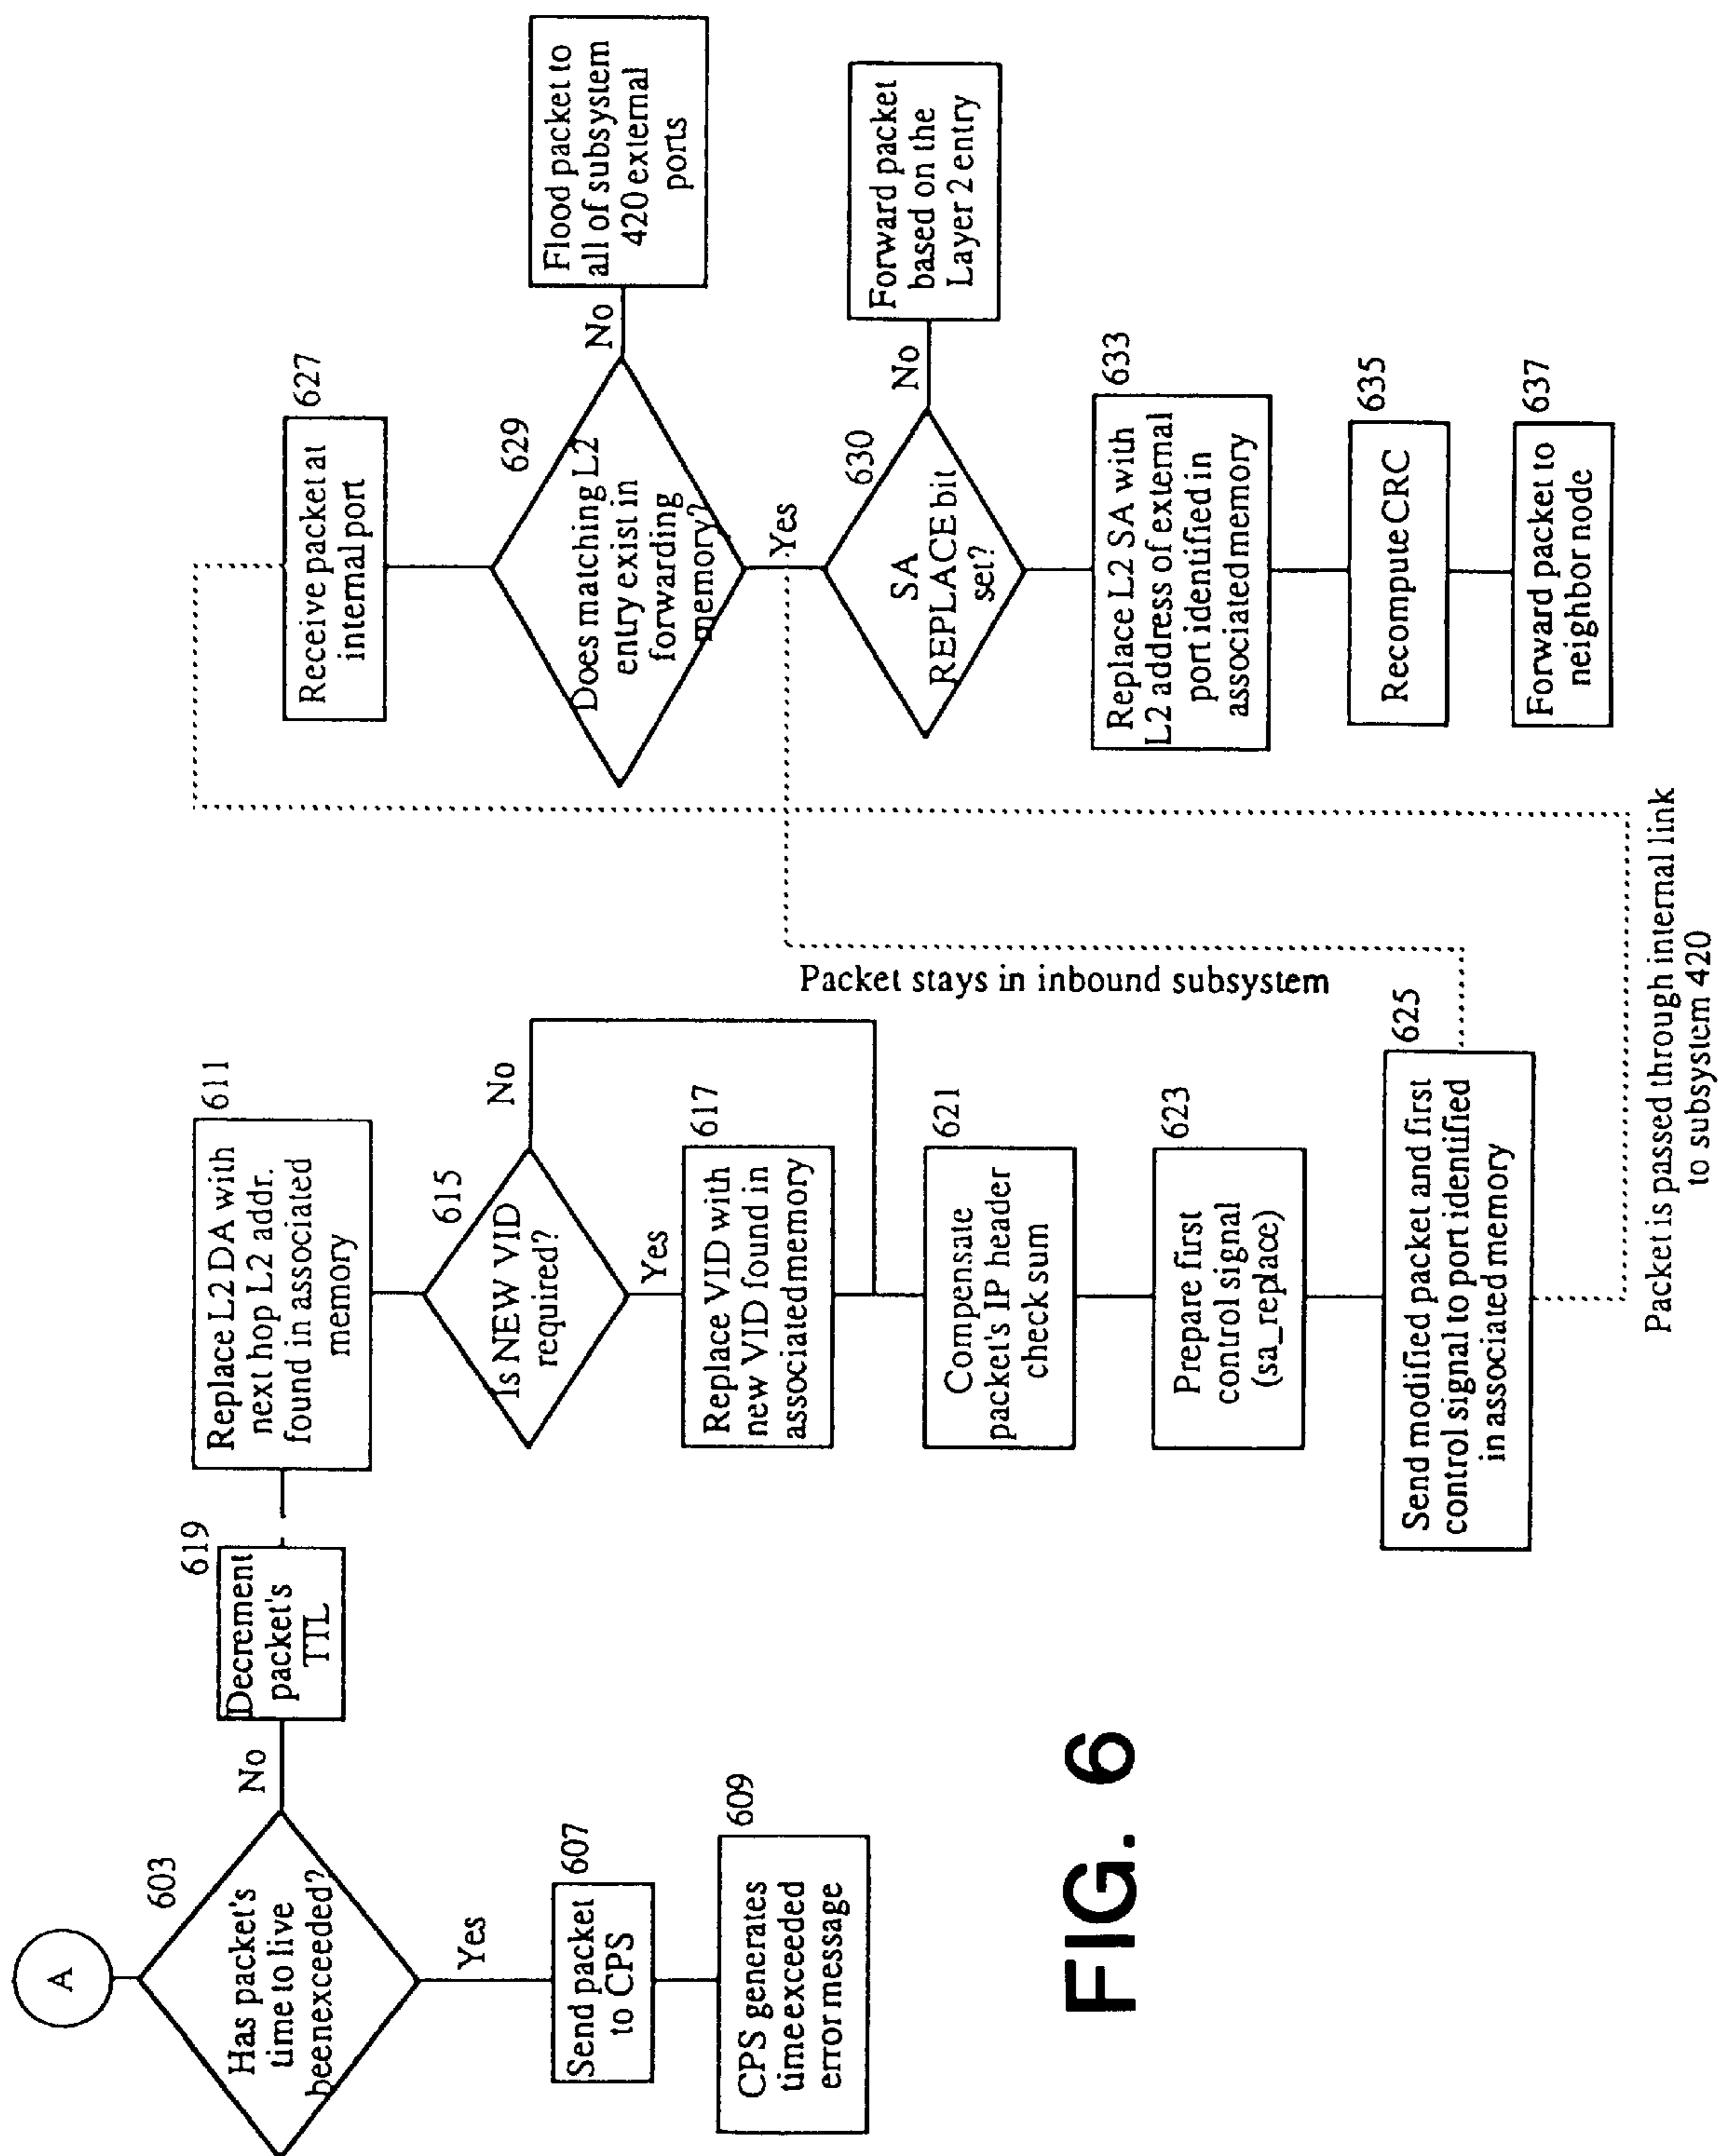 A
603
Has packet's
time to live
been exceeded?
No
Yes
607
Send packet
to CPS
609
CPS generates
time exceeded
error message
619
Decrement
packet's
TTL
611
Replace L2 DA with
next hop L2 addr.
found in associated
memory
615
Is NEW VID
required?
No
Yes
617
Replace VID with
new VID found in
associated memory
621
Compensate
packet's IP header
check sum
623
Prepare first
control signal
(sa_replace)
625
Send modified packet and first
control signal to port identified
in associated memory
Packet stays in inbound subsystem
Packet is passed through internal link
to subsystem 420
627
Receive packet at
internal port
629
Does matching L2
entry exist in
forwarding
memory?
No
Flood packet to
all of subsystem
420 external
ports
Yes
630
SA
REPLACE bit
set?
No
Forward packet
based on the
Layer 2 entry
633
Replace L2 SA with
L2 address of external
port identified in
associated memory
635
Recompute CRC
637
Forward packet to
neighbor node
FIG. 6